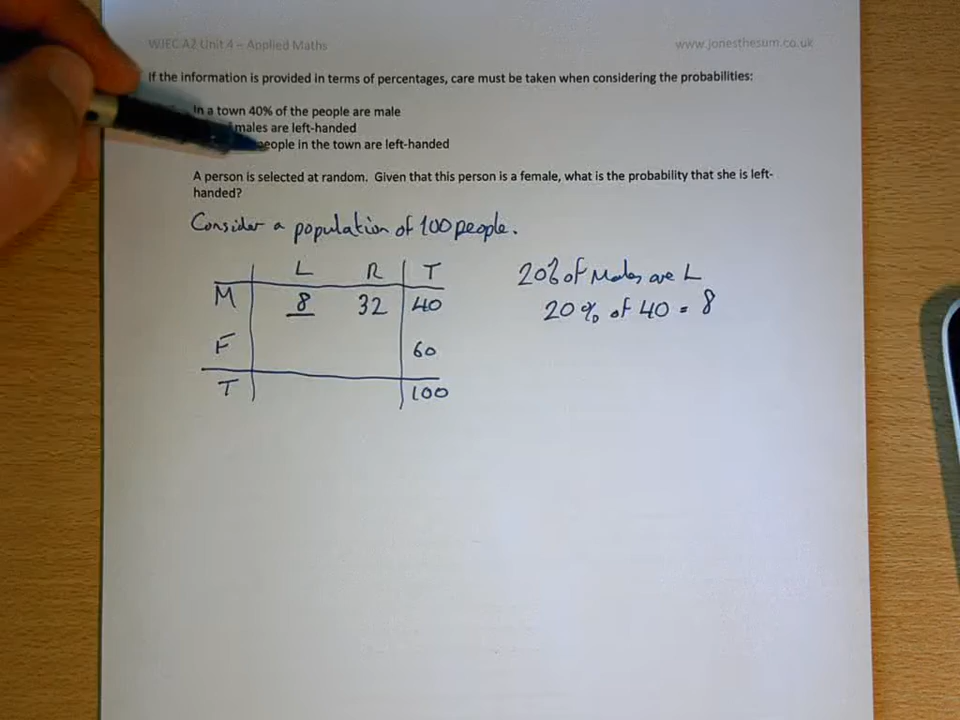 WJEC A2 Unit 4 – Applied Maths www.jonesthesum.co.uk
If the information is provided in terms of percentages, care must be taken when considering the probabilities:
In a town 40% of the people are male
males are left-handed
people in the town are left-handed
A person is selected at random. Given that this person is a female, what is the probability that she is left-
handed?
Consider a population of 100 people.
L R T
M 8 32 40
F 60
T 100
20% of Males are L
20% of 40 = 8